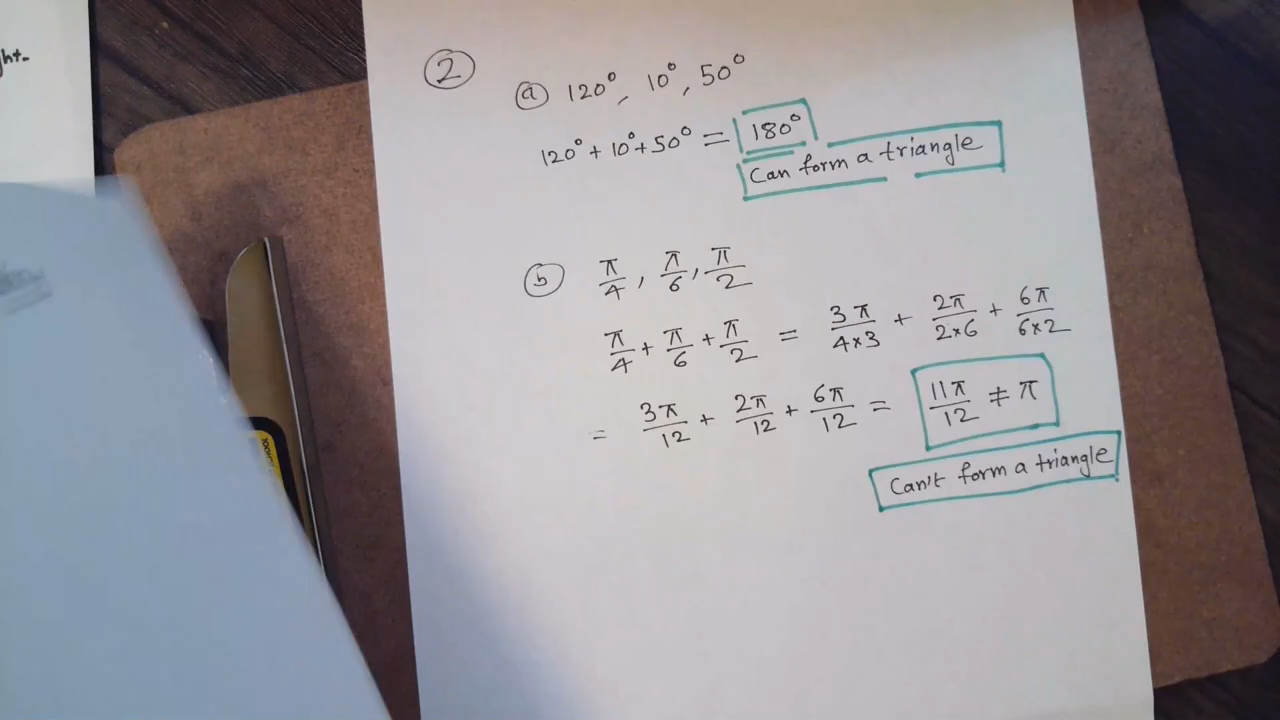 ght.
②
ⓐ 120°, 10°, 50°
120° + 10° + 50° = 180°
Can form a triangle
ⓑ π/4, π/6, π/2
π/4 + π/6 + π/2 = 3π/4×3 + 2π/2×6 + 6π/6×2
= 3π/12 + 2π/12 + 6π/12 = 11π/12 ≠ π
Can't form a triangle